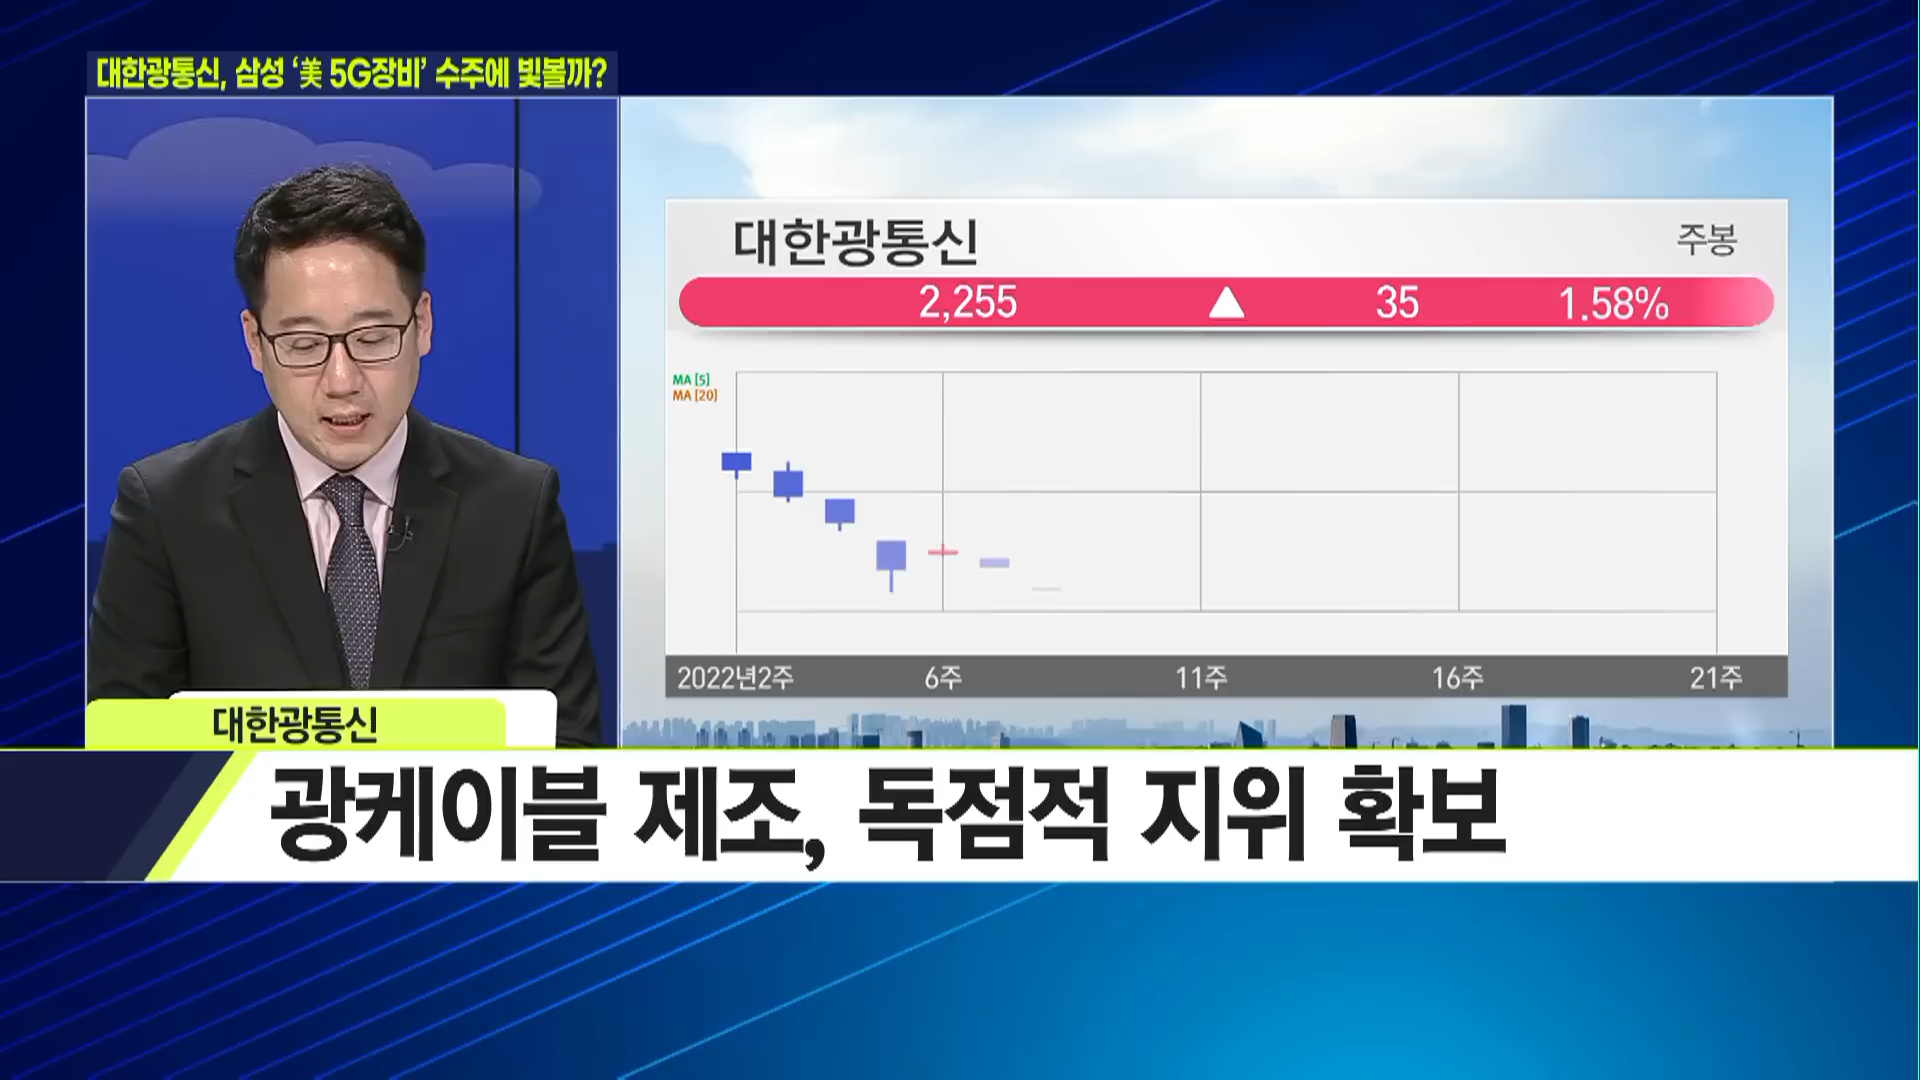 대한광통신, 삼성 ‘美 5G장비’ 수주에 빛볼까?
대한광통신 주봉
2,255 ▲ 35 1.58%
MA [5]
MA [20]
2022년2주 6주 11주 16주 21주
대한광통신
광케이블 제조, 독점적 지위 확보